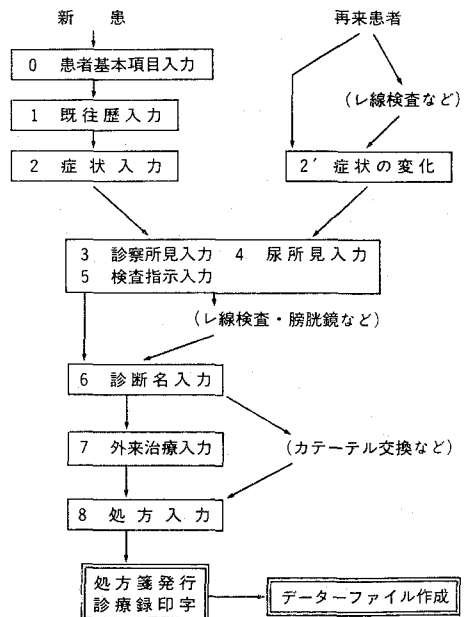 新 患
再来患者
0 患者基本項目入力
1 既往歴入力
(レ線検査など)
2 症状入力
2′ 症状の変化
3 診察所見入力 4 尿所見入力
5 検査指示入力
(レ線検査・膀胱鏡など)
6 診断名入力
7 外来治療入力
(カテーテル交換など)
8 処方入力
処方箋発行
診療録印字
データーファイル作成